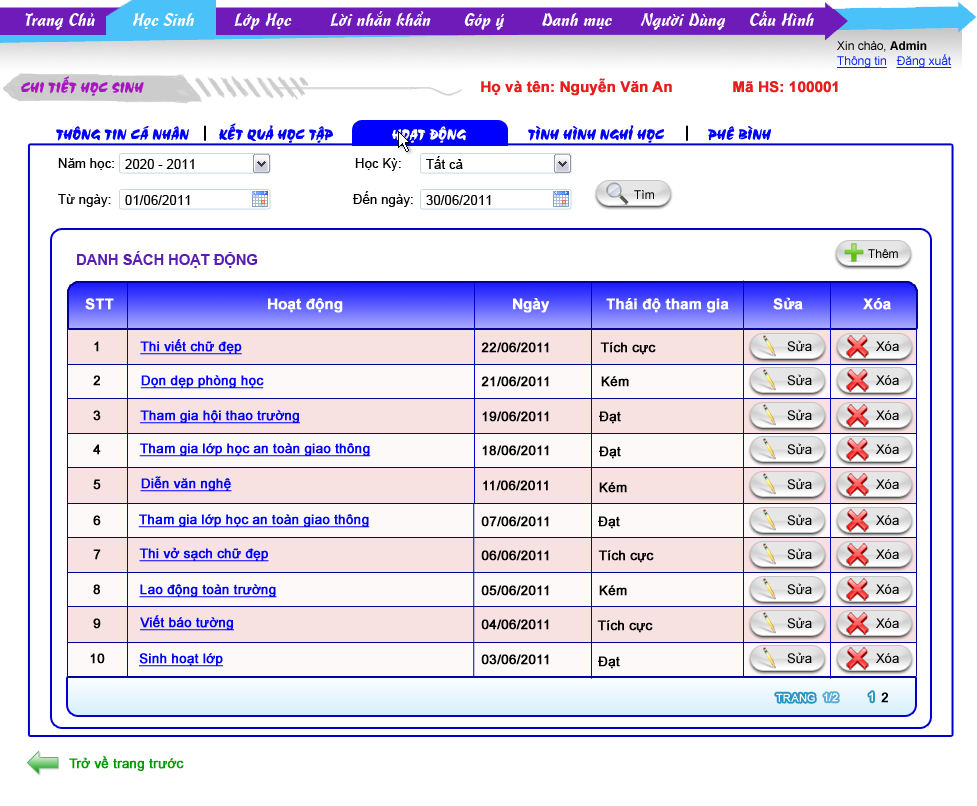 Trang Chủ Học Sinh Lớp Học Lời nhắn khẩn Góp ý Danh mục Người Dùng Cấu Hình
Xin chào, Admin
Thông tin Đăng xuất
CHI TIẾT HỌC SINH Họ và tên: Nguyễn Văn An Mã HS: 100001
THÔNG TIN CÁ NHÂN | KẾT QUẢ HỌC TẬP HOẠT ĐỘNG TÌNH HÌNH NGHỈ HỌC | PHÊ BÌNH
Năm học: 2020 - 2011 Học Kỳ: Tất cả
Từ ngày: 01/06/2011 Đến ngày: 30/06/2011 Tìm
DANH SÁCH HOẠT ĐỘNG Thêm
STT Hoạt động Ngày Thái độ tham gia Sửa Xóa
1 Thi viết chữ đẹp 22/06/2011 Tích cực Sửa Xóa
2 Dọn dẹp phòng học 21/06/2011 Kém Sửa Xóa
3 Tham gia hội thao trường 19/06/2011 Đạt Sửa Xóa
4 Tham gia lớp học an toàn giao thông 18/06/2011 Đạt Sửa Xóa
5 Diễn văn nghệ 11/06/2011 Kém Sửa Xóa
6 Tham gia lớp học an toàn giao thông 07/06/2011 Đạt Sửa Xóa
7 Thi vở sạch chữ đẹp 06/06/2011 Tích cực Sửa Xóa
8 Lao động toàn trường 05/06/2011 Kém Sửa Xóa
9 Viết báo tường 04/06/2011 Tích cực Sửa Xóa
10 Sinh hoạt lớp 03/06/2011 Đạt Sửa Xóa
TRANG 1/2 1 2
Trở về trang trước